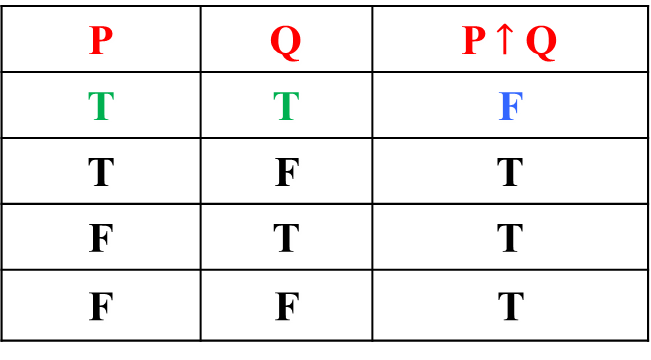 P Q P ↑ Q
T T F
T F T
F T T
F F T